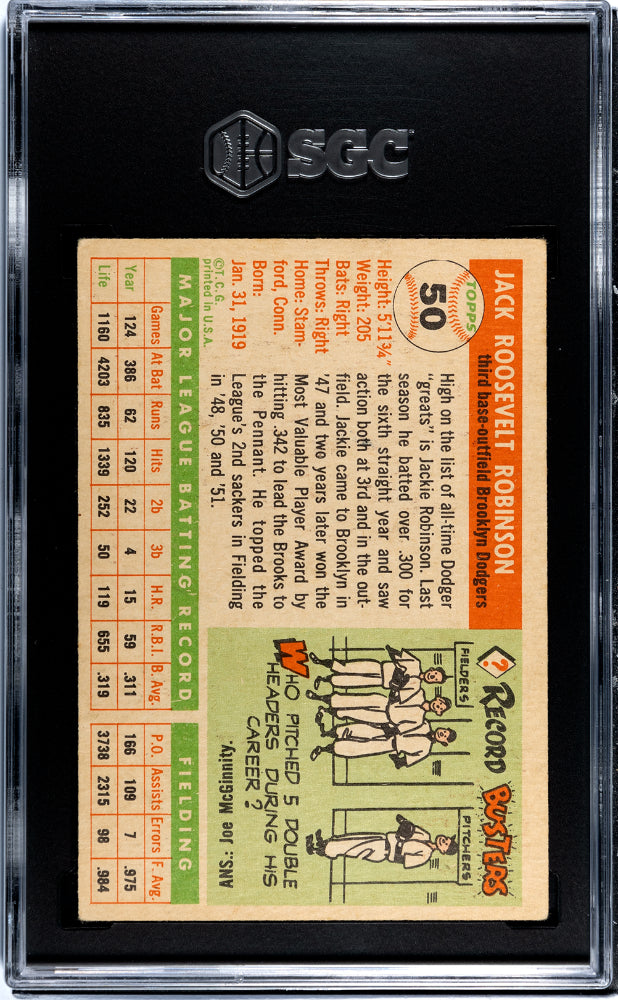 SGC
TOPPS
50
JACK ROOSEVELT ROBINSON
third base-outfield Brooklyn Dodgers
Height: 5'11¾"
Weight: 205
Bats: Right
Throws: Right
Home: Stam-
ford, Conn.
Born:
Jan. 31, 1919
©T. C. G.
printed in U.S.A.
High on the list of all-time Dodger
"greats" is Jackie Robinson. Last
season he batted over .300 for
the sixth straight year and saw
action both at 3rd and in the out-
field. Jackie came to Brooklyn in
'47 and two years later won the
Most Valuable Player Award by
hitting .342 to lead the Brooks to
the Pennant. He topped the
League's 2nd sackers in Fielding
in '48, '50 and '51.
? RECORD BUSTERS
FIELDERS
PITCHERS
WHO PITCHED 5 DOUBLE
HEADERS DURING HIS
CAREER?
ANS.: Joe McGinnity.
MAJOR LEAGUE BATTING RECORD FIELDING
Games At Bat Runs Hits 2b 3b H.R. R.B.I. B. Avg. P.O. Assists Errors F. Avg.
Year 124 386 62 120 22 4 15 59 .311 166 109 7 .975
Life 1160 4203 835 1339 252 50 119 655 .319 3738 2315 98 .984